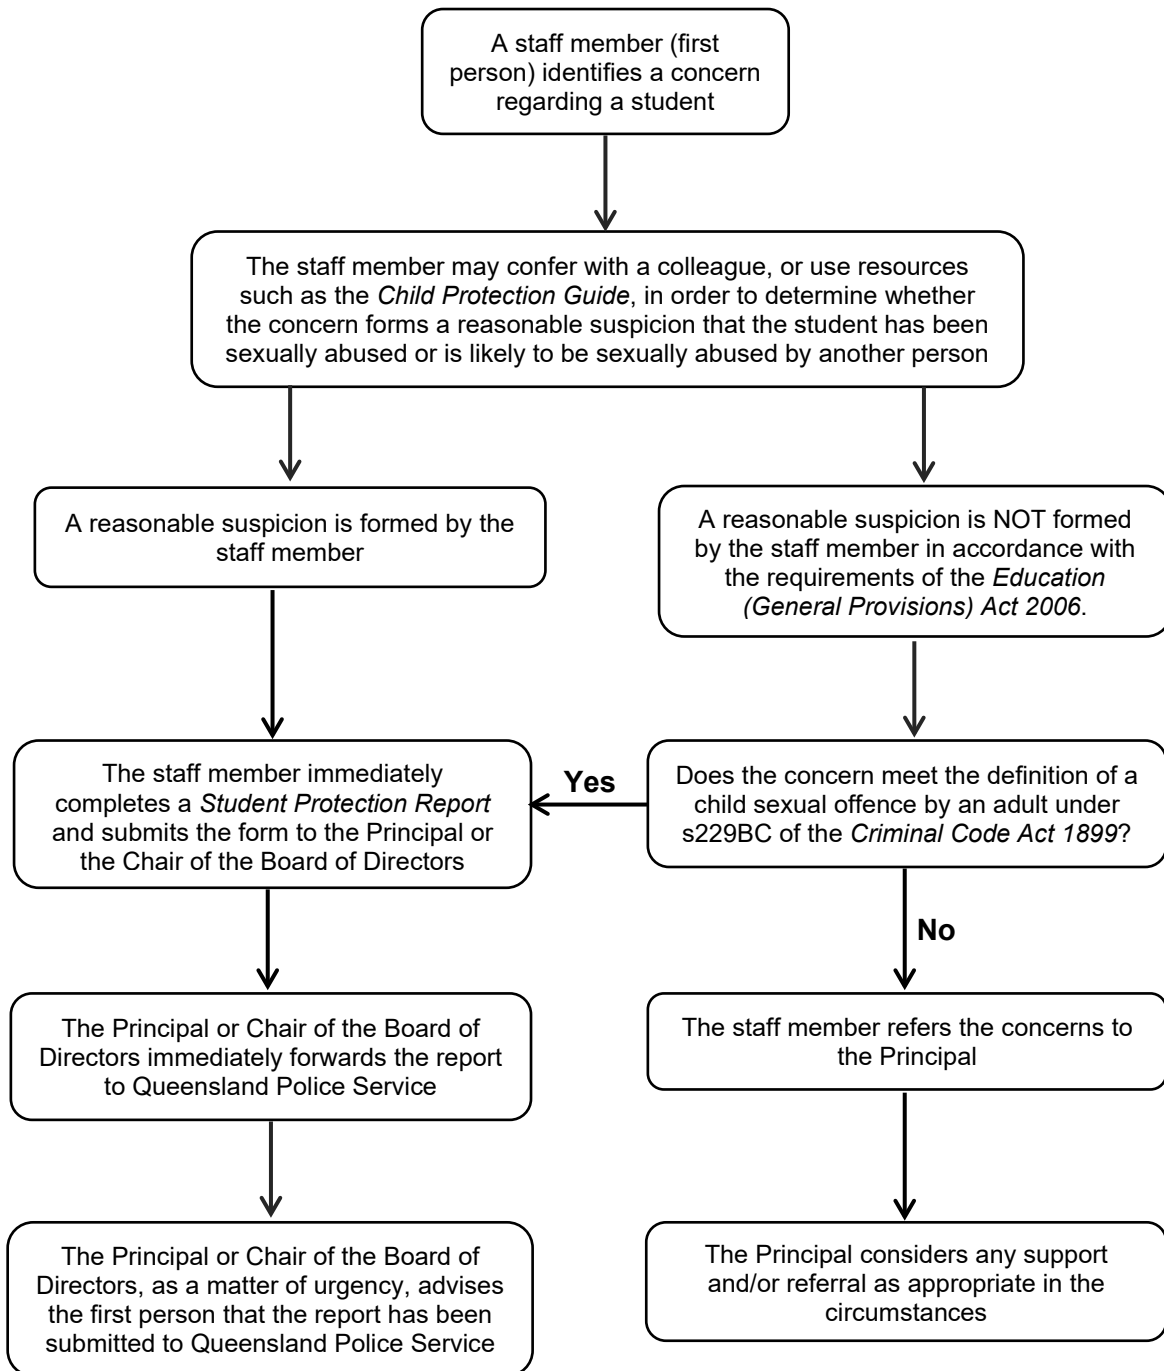 A staff member (first
person) identifies a concern
regarding a student
The staff member may confer with a colleague, or use resources
such as the Child Protection Guide, in order to determine whether
the concern forms a reasonable suspicion that the student has been
sexually abused or is likely to be sexually abused by another person
A reasonable suspicion is formed by the
staff member
A reasonable suspicion is NOT formed
by the staff member in accordance with
the requirements of the Education
(General Provisions) Act 2006.
The staff member immediately
completes a Student Protection Report
and submits the form to the Principal or
the Chair of the Board of Directors
Yes
Does the concern meet the definition of a
child sexual offence by an adult under
s229BC of the Criminal Code Act 1899?
No
The Principal or Chair of the Board of
Directors immediately forwards the report
to Queensland Police Service
The staff member refers the concerns to
the Principal
The Principal or Chair of the Board of
Directors, as a matter of urgency, advises
the first person that the report has been
submitted to Queensland Police Service
The Principal considers any support
and/or referral as appropriate in the
circumstances